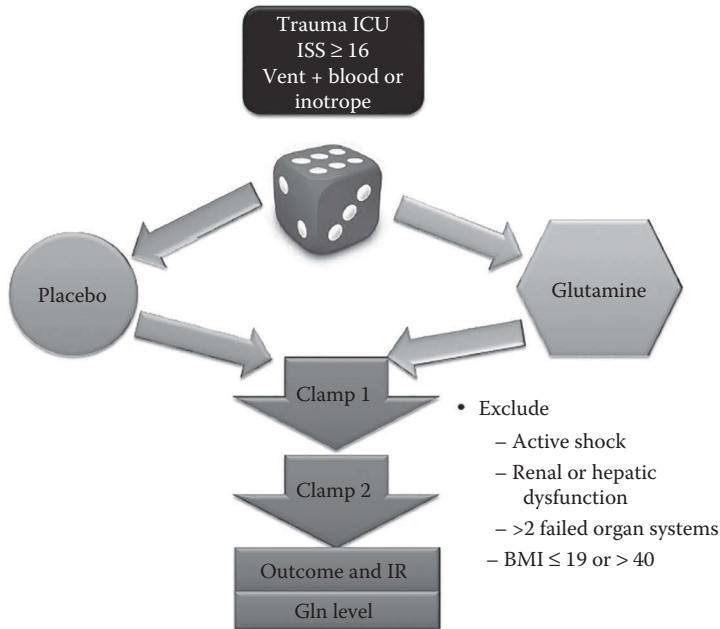 Trauma ICU
ISS ≥ 16
Vent + blood or
inotrope
Placebo
Glutamine
Clamp 1
Clamp 2
Outcome and IR
Gln level
• Exclude
– Active shock
– Renal or hepatic
dysfunction
– >2 failed organ systems
– BMI ≤ 19 or > 40